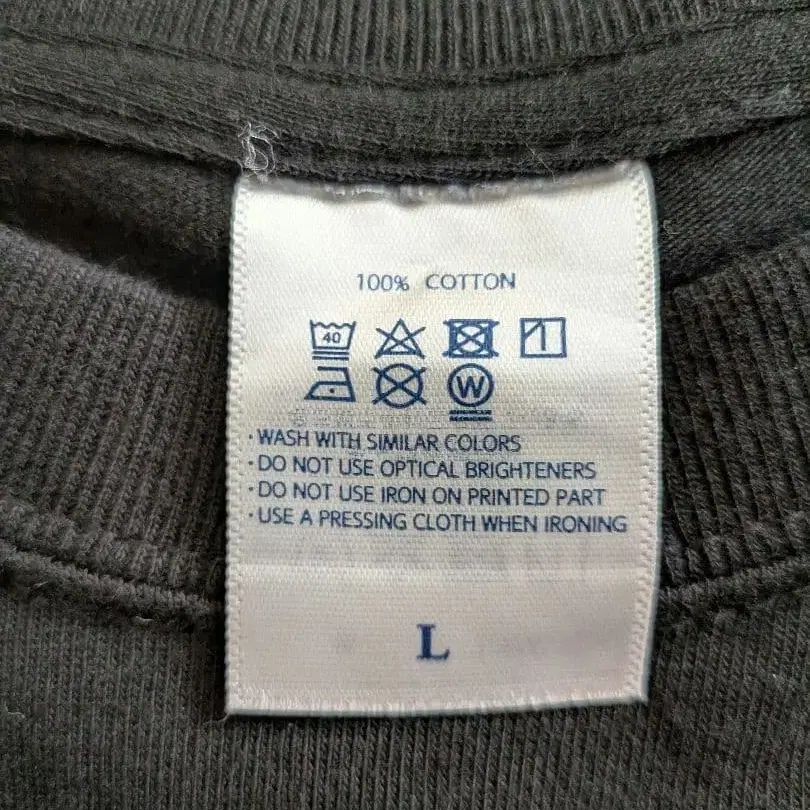 100% COTTON
40
W
· WASH WITH SIMILAR COLORS
· DO NOT USE OPTICAL BRIGHTENERS
· DO NOT USE IRON ON PRINTED PART
· USE A PRESSING CLOTH WHEN IRONING
L